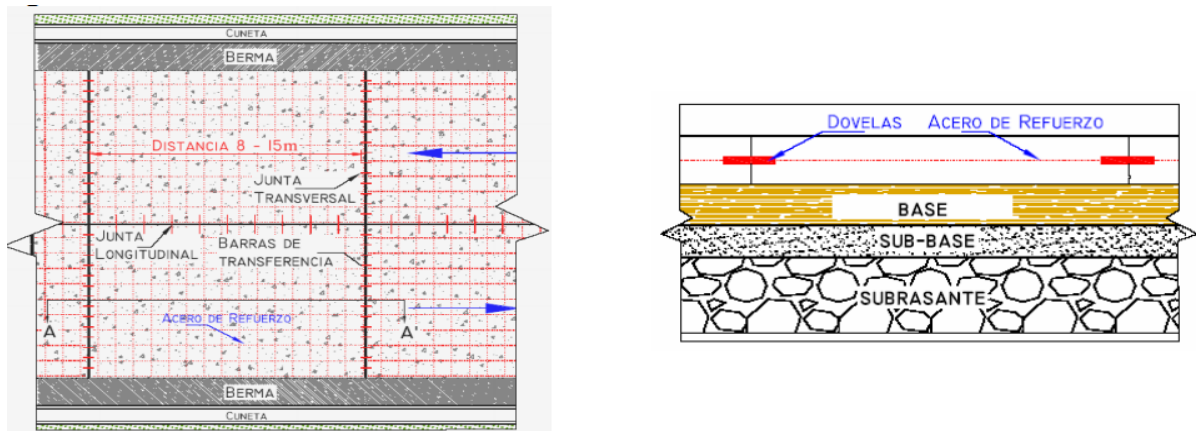 CUNETA
BERMA
DISTANCIA 8 - 15m
JUNTA
TRANSVERSAL
JUNTA
LONGITUDINAL
BARRAS DE
TRANSFERENCIA
A
A'
ACERO DE REFUERZO
BERMA
CUNETA
DOVELAS
ACERO DE REFUERZO
BASE
SUB-BASE
SUBRASANTE